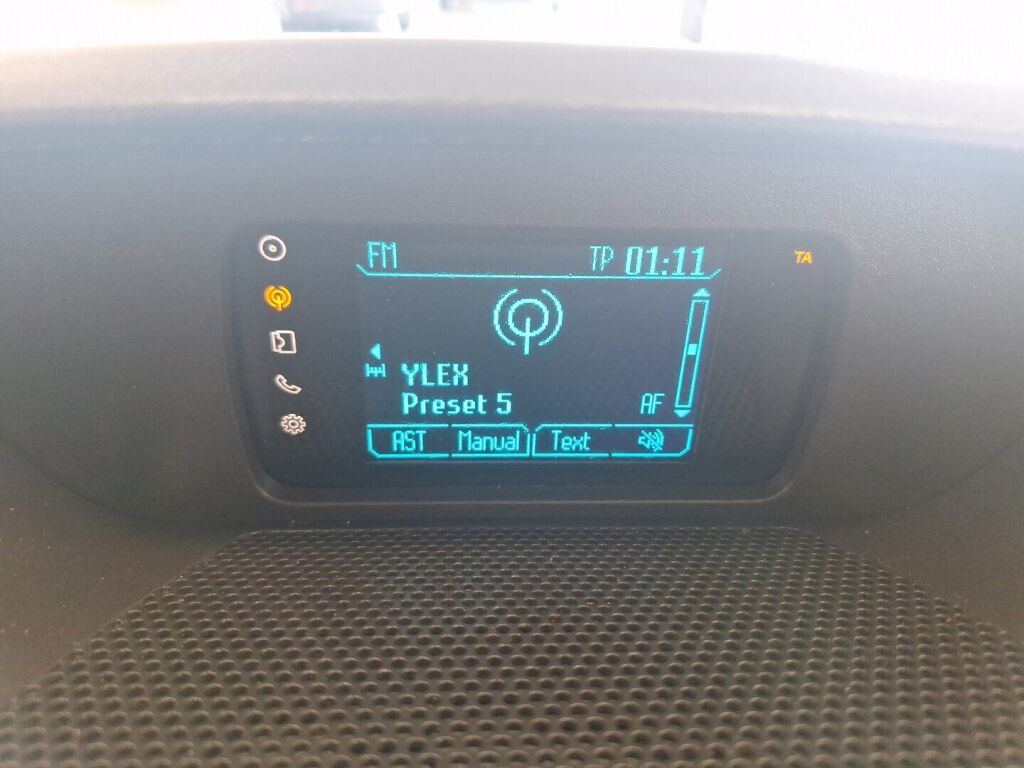 FM TP 01:11 TA
YLEX
Preset 5 AF
AST Manual Text